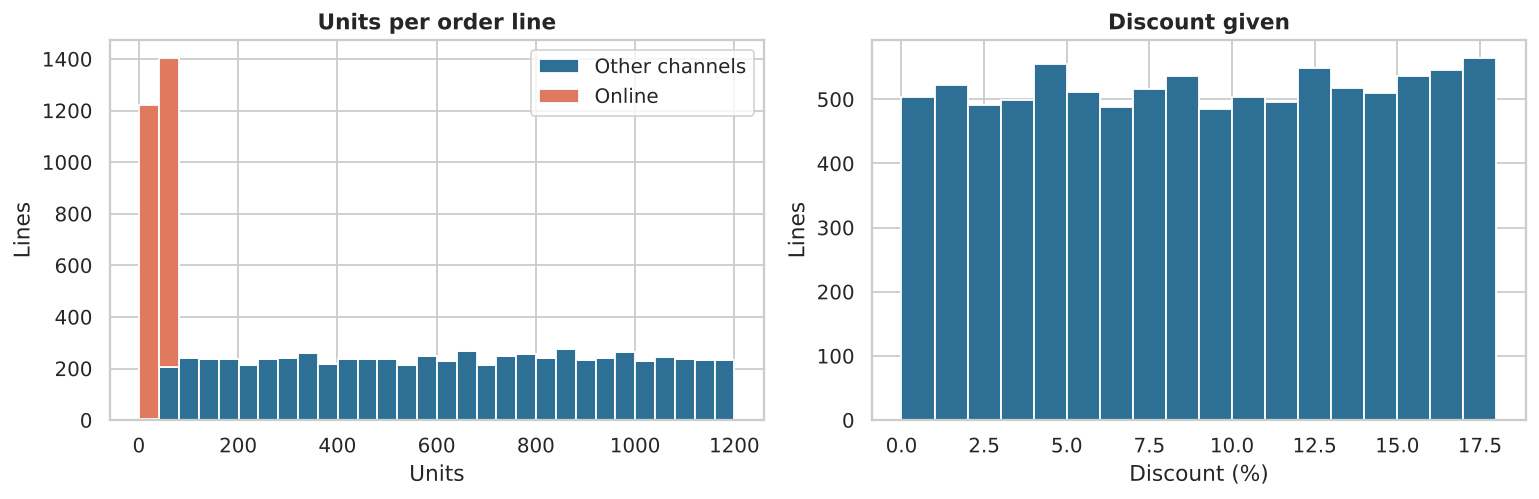 Units per order line
1400
1200
1000
800
600
400
200
0
Lines
Other channels
Online
0 200 400 600 800 1000 1200
Units
Discount given
500
400
300
200
100
0
Lines
0.0 2.5 5.0 7.5 10.0 12.5 15.0 17.5
Discount (%)